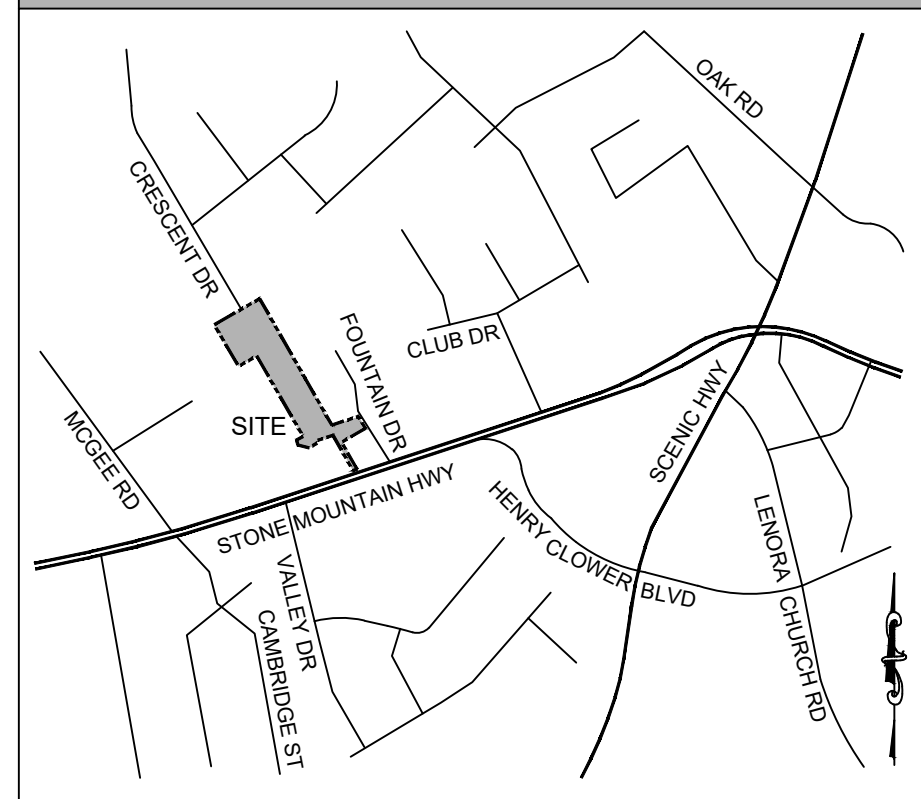 OAK RD
CRESCENT DR
FOUNTAIN DR
CLUB DR
SITE
MCGEE RD
SCENIC HWY
STONE MOUNTAIN HWY
HENRY CLOWER BLVD
LENORA CHURCH RD
VALLEY DR
CAMBRIDGE ST